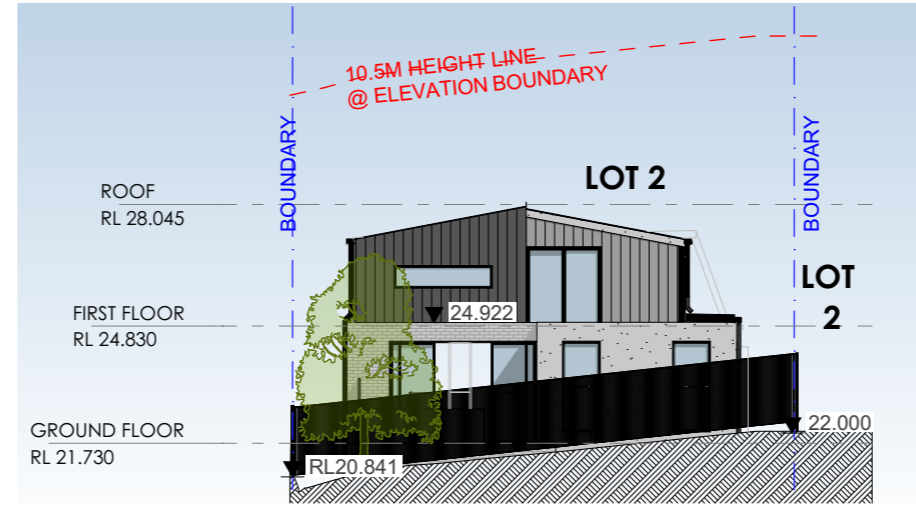 10.5M HEIGHT LINE
@ ELEVATION BOUNDARY
BOUNDARY
BOUNDARY
LOT 2
ROOF
RL 28.045
LOT
2
FIRST FLOOR
RL 24.830
24.922
GROUND FLOOR
RL 21.730
22.000
RL20.841